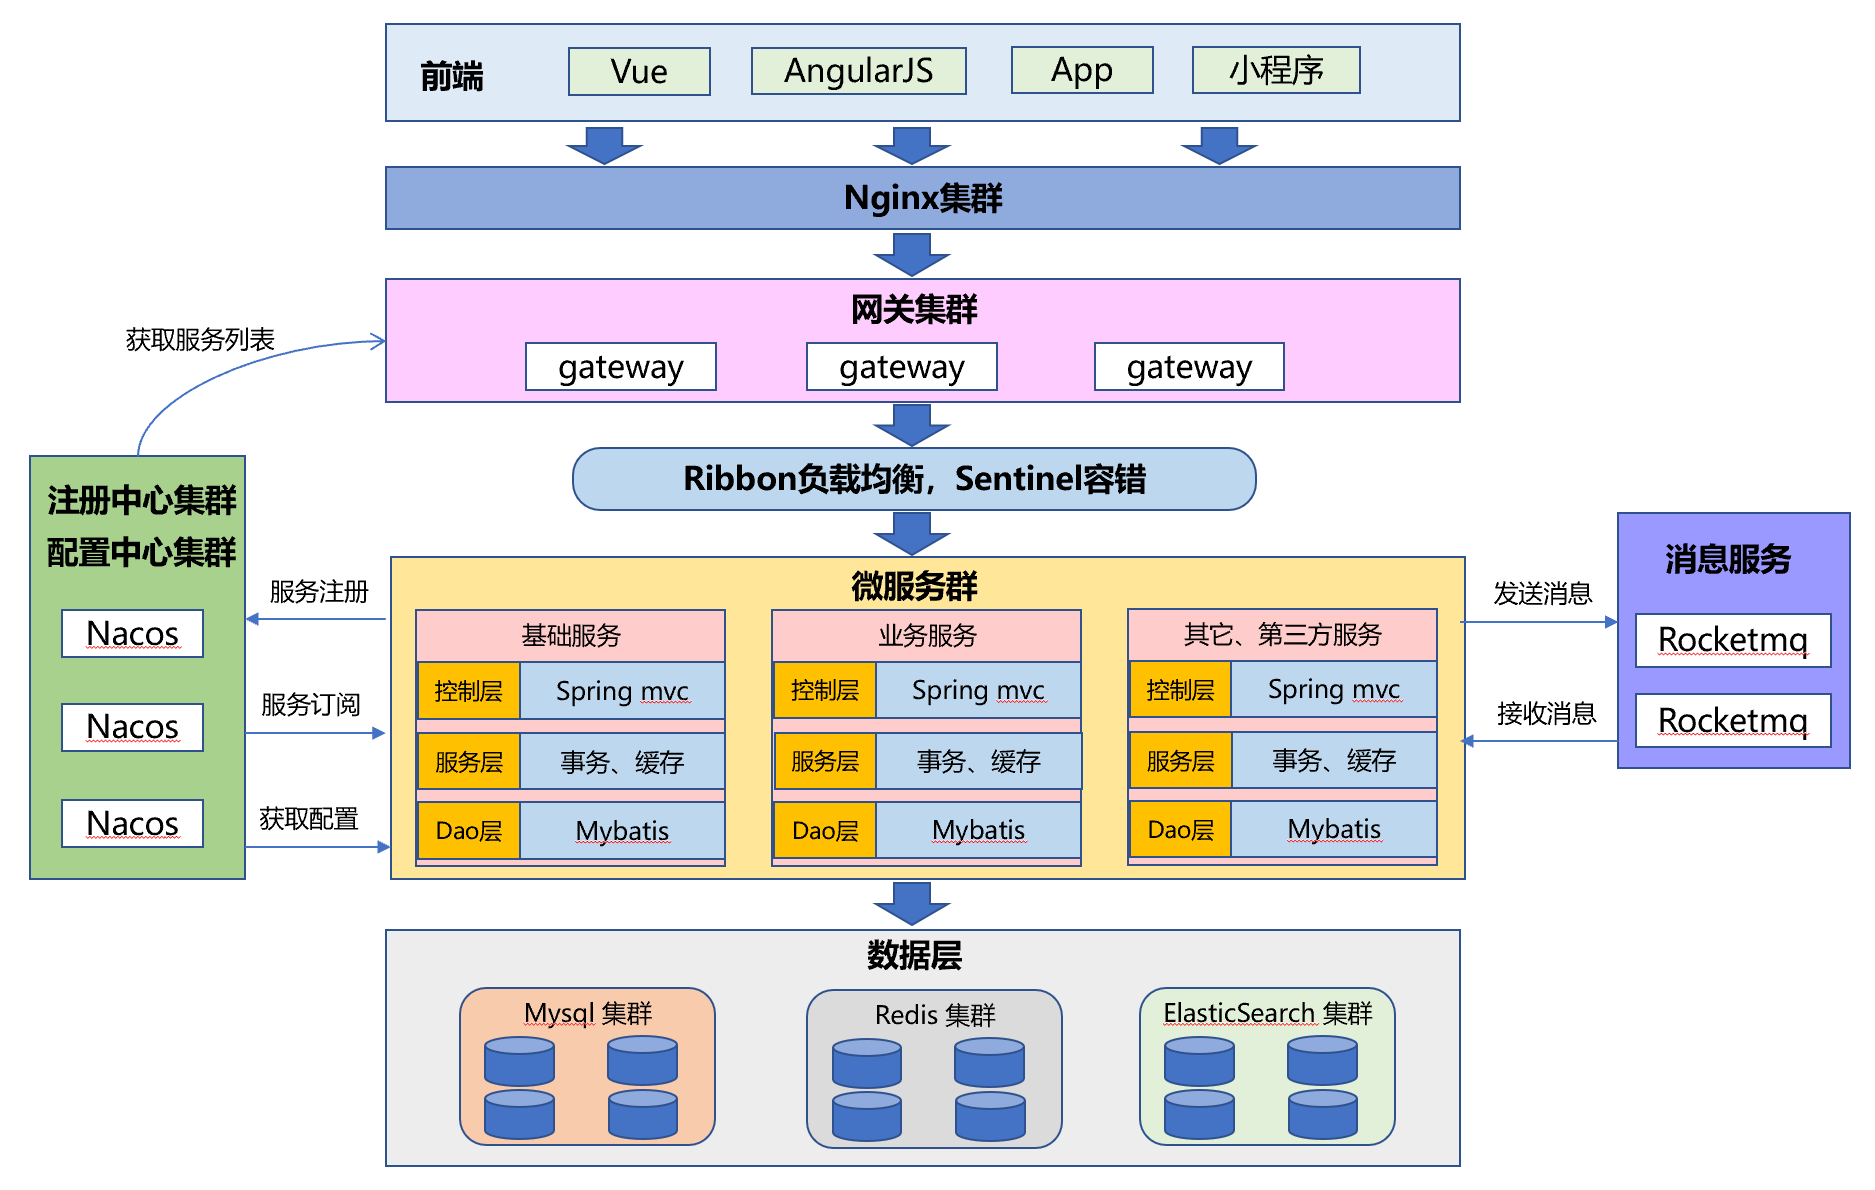 前端
Vue
AngularJS
App
小程序
Nginx集群
网关集群
gateway
gateway
gateway
获取服务列表
Ribbon负载均衡，Sentinel容错
注册中心集群
配置中心集群
Nacos
Nacos
Nacos
服务注册
服务订阅
获取配置
微服务群
基础服务
控制层
Spring mvc
服务层
事务、缓存
Dao层
Mybatis
业务服务
控制层
Spring mvc
服务层
事务、缓存
Dao层
Mybatis
其它、第三方服务
控制层
Spring mvc
服务层
事务、缓存
Dao层
Mybatis
发送消息
接收消息
消息服务
Rocketmq
Rocketmq
数据层
Mysql 集群
Redis 集群
ElasticSearch 集群